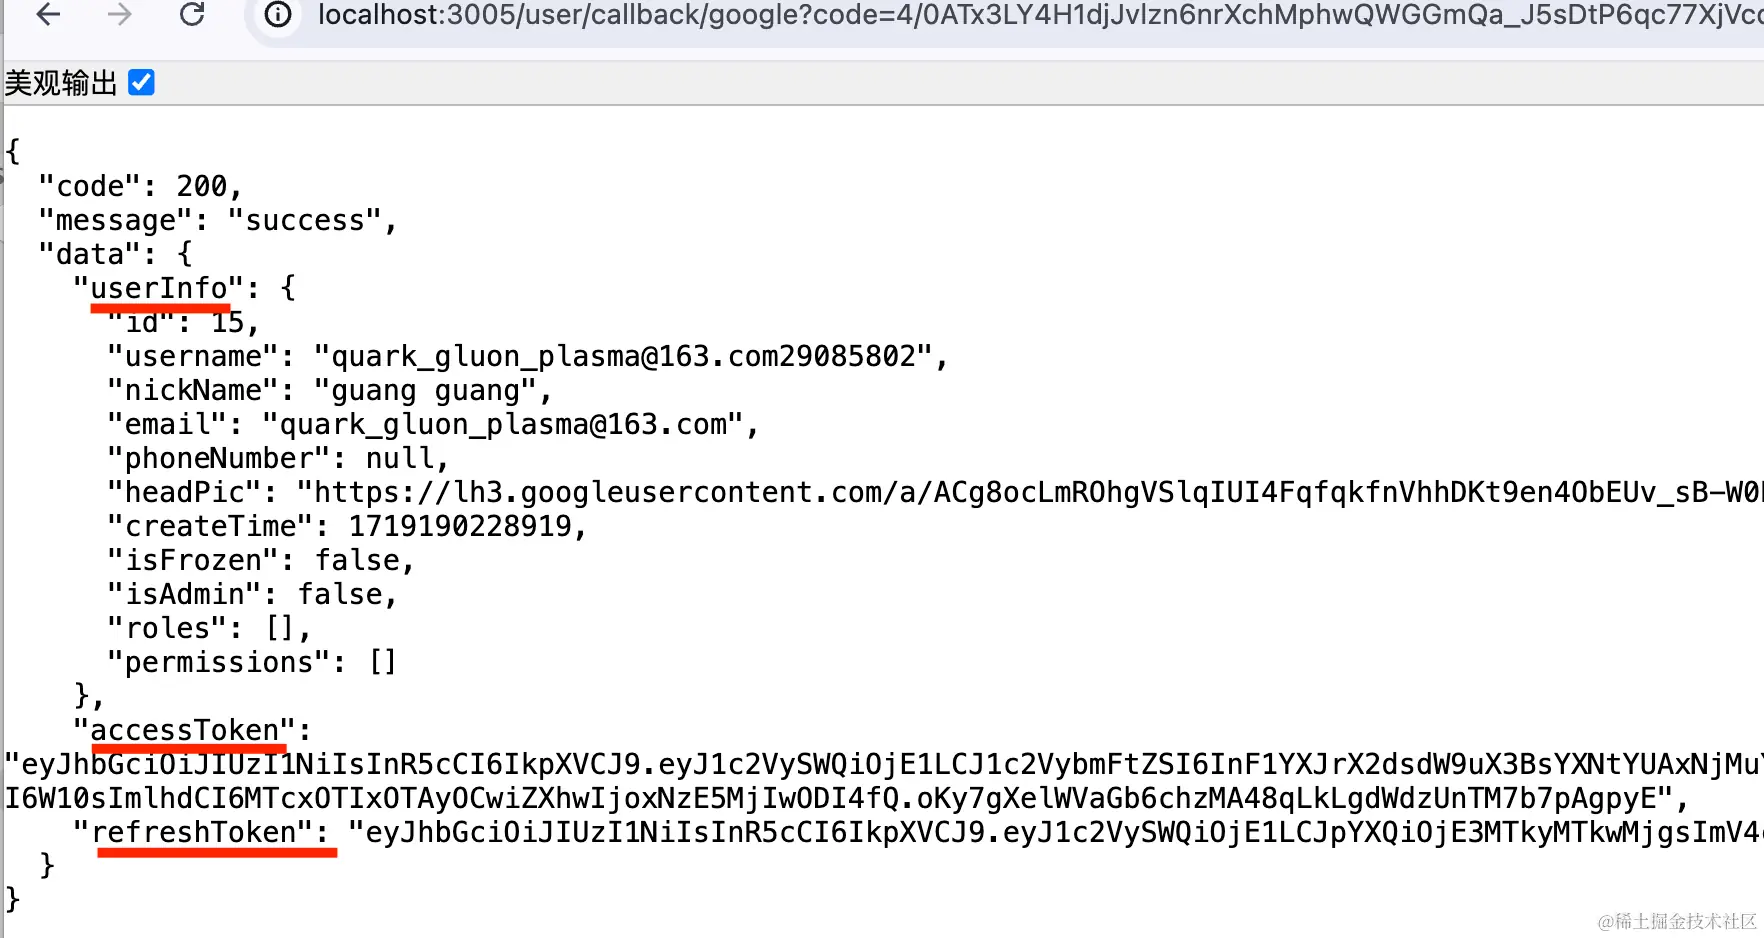 localhost:3005/user/callback/google?code=4/0ATx3LY4H1djJvlzn6nrXchMphwQWGGmQa_J5sDtP6qc77XjVc
美观输出
{
"code": 200,
"message": "success",
"data": {
"userInfo": {
"id": 15,
"username": "quark_gluon_plasma@163.com29085802",
"nickName": "guang guang",
"email": "quark_gluon_plasma@163.com",
"phoneNumber": null,
"headPic": "https://lh3.googleusercontent.com/a/ACg8ocLmROhgVSlqIUI4FqfqkfnVhhDKt9en4ObEUv_sB-W0
"createTime": 1719190228919,
"isFrozen": false,
"isAdmin": false,
"roles": [],
"permissions": []
},
"accessToken":
"eyJhbGciOiJIUzI1NiIsInR5cCI6IkpXVCJ9.eyJ1c2VySWQiOjE1LCJ1c2VybmFtZSI6InF1YXJrX2dsdW9uX3BsYXNtYUAxNjMu
I6W10sImlhdCI6MTcxOTIxOTAyOCwiZXhwIjoxNzE5MjIwODI4fQ.oKy7gXelWVaGb6chzMA48qLkLgdWdzUnTM7b7pAgpyE",
"refreshToken": "eyJhbGciOiJIUzI1NiIsInR5cCI6IkpXVCJ9.eyJ1c2VySWQiOjE1LCJpYXQiOjE3MTkyMTkwMjgsImV4
}
}
@稀土掘金技术社区